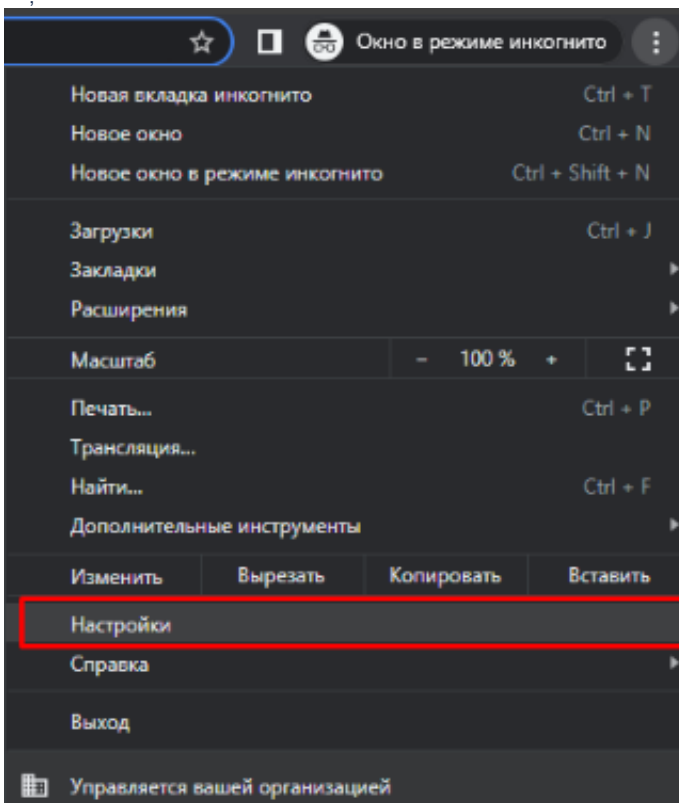 Окно в режиме инкогнито
Новая вкладка инкогнито Ctrl + T
Новое окно Ctrl + N
Новое окно в режиме инкогнито Ctrl + Shift + N
Загрузки Ctrl + J
Закладки
Расширения
Масштаб - 100 % +
Печать... Ctrl + P
Трансляция...
Найти... Ctrl + F
Дополнительные инструменты
Изменить Вырезать Копировать Вставить
Настройки
Справка
Выход
Управляется вашей организацией